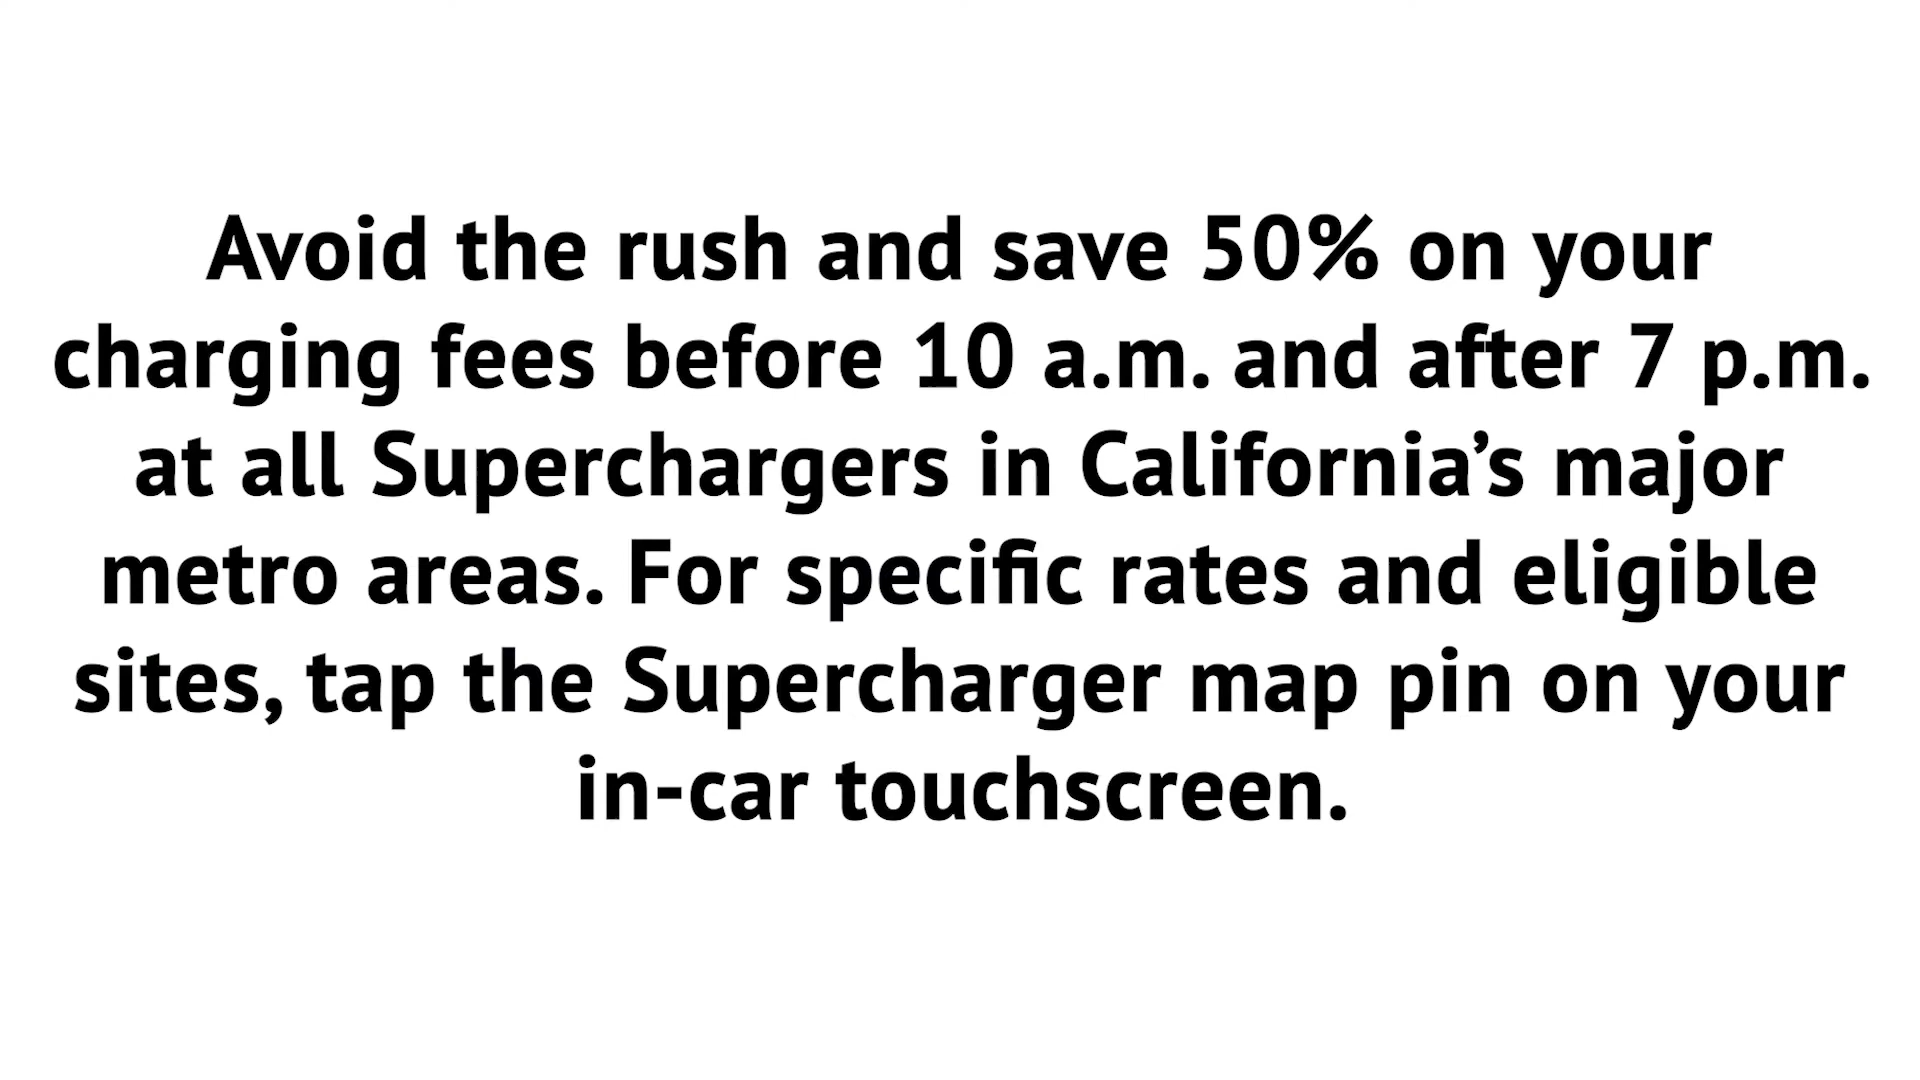 Avoid the rush and save 50% on your
charging fees before 10 a.m. and after 7 p.m.
at all Superchargers in California’s major
metro areas. For specific rates and eligible
sites, tap the Supercharger map pin on your
in-car touchscreen.